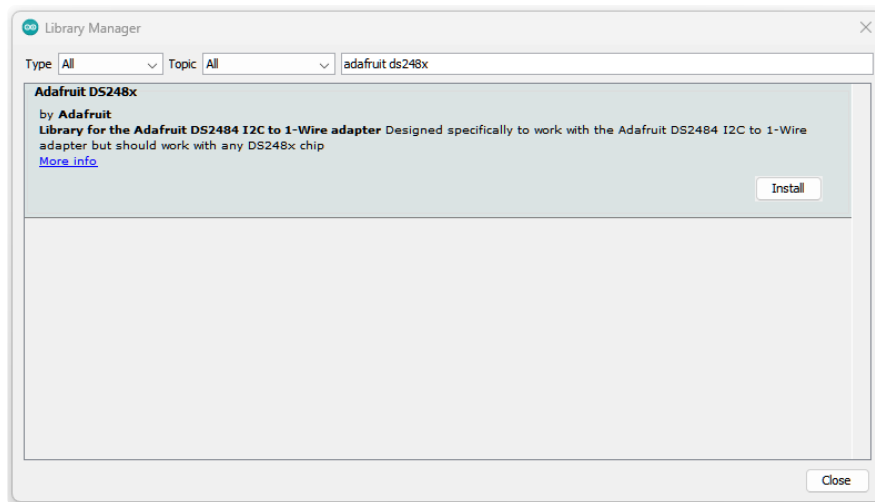 Library Manager
Type All Topic All adafruit ds248x
Adafruit DS248x
by Adafruit
Library for the Adafruit DS2484 I2C to 1-Wire adapter Designed specifically to work with the Adafruit DS2484 I2C to 1-Wire
adapter but should work with any DS248x chip
More info
Install
Close